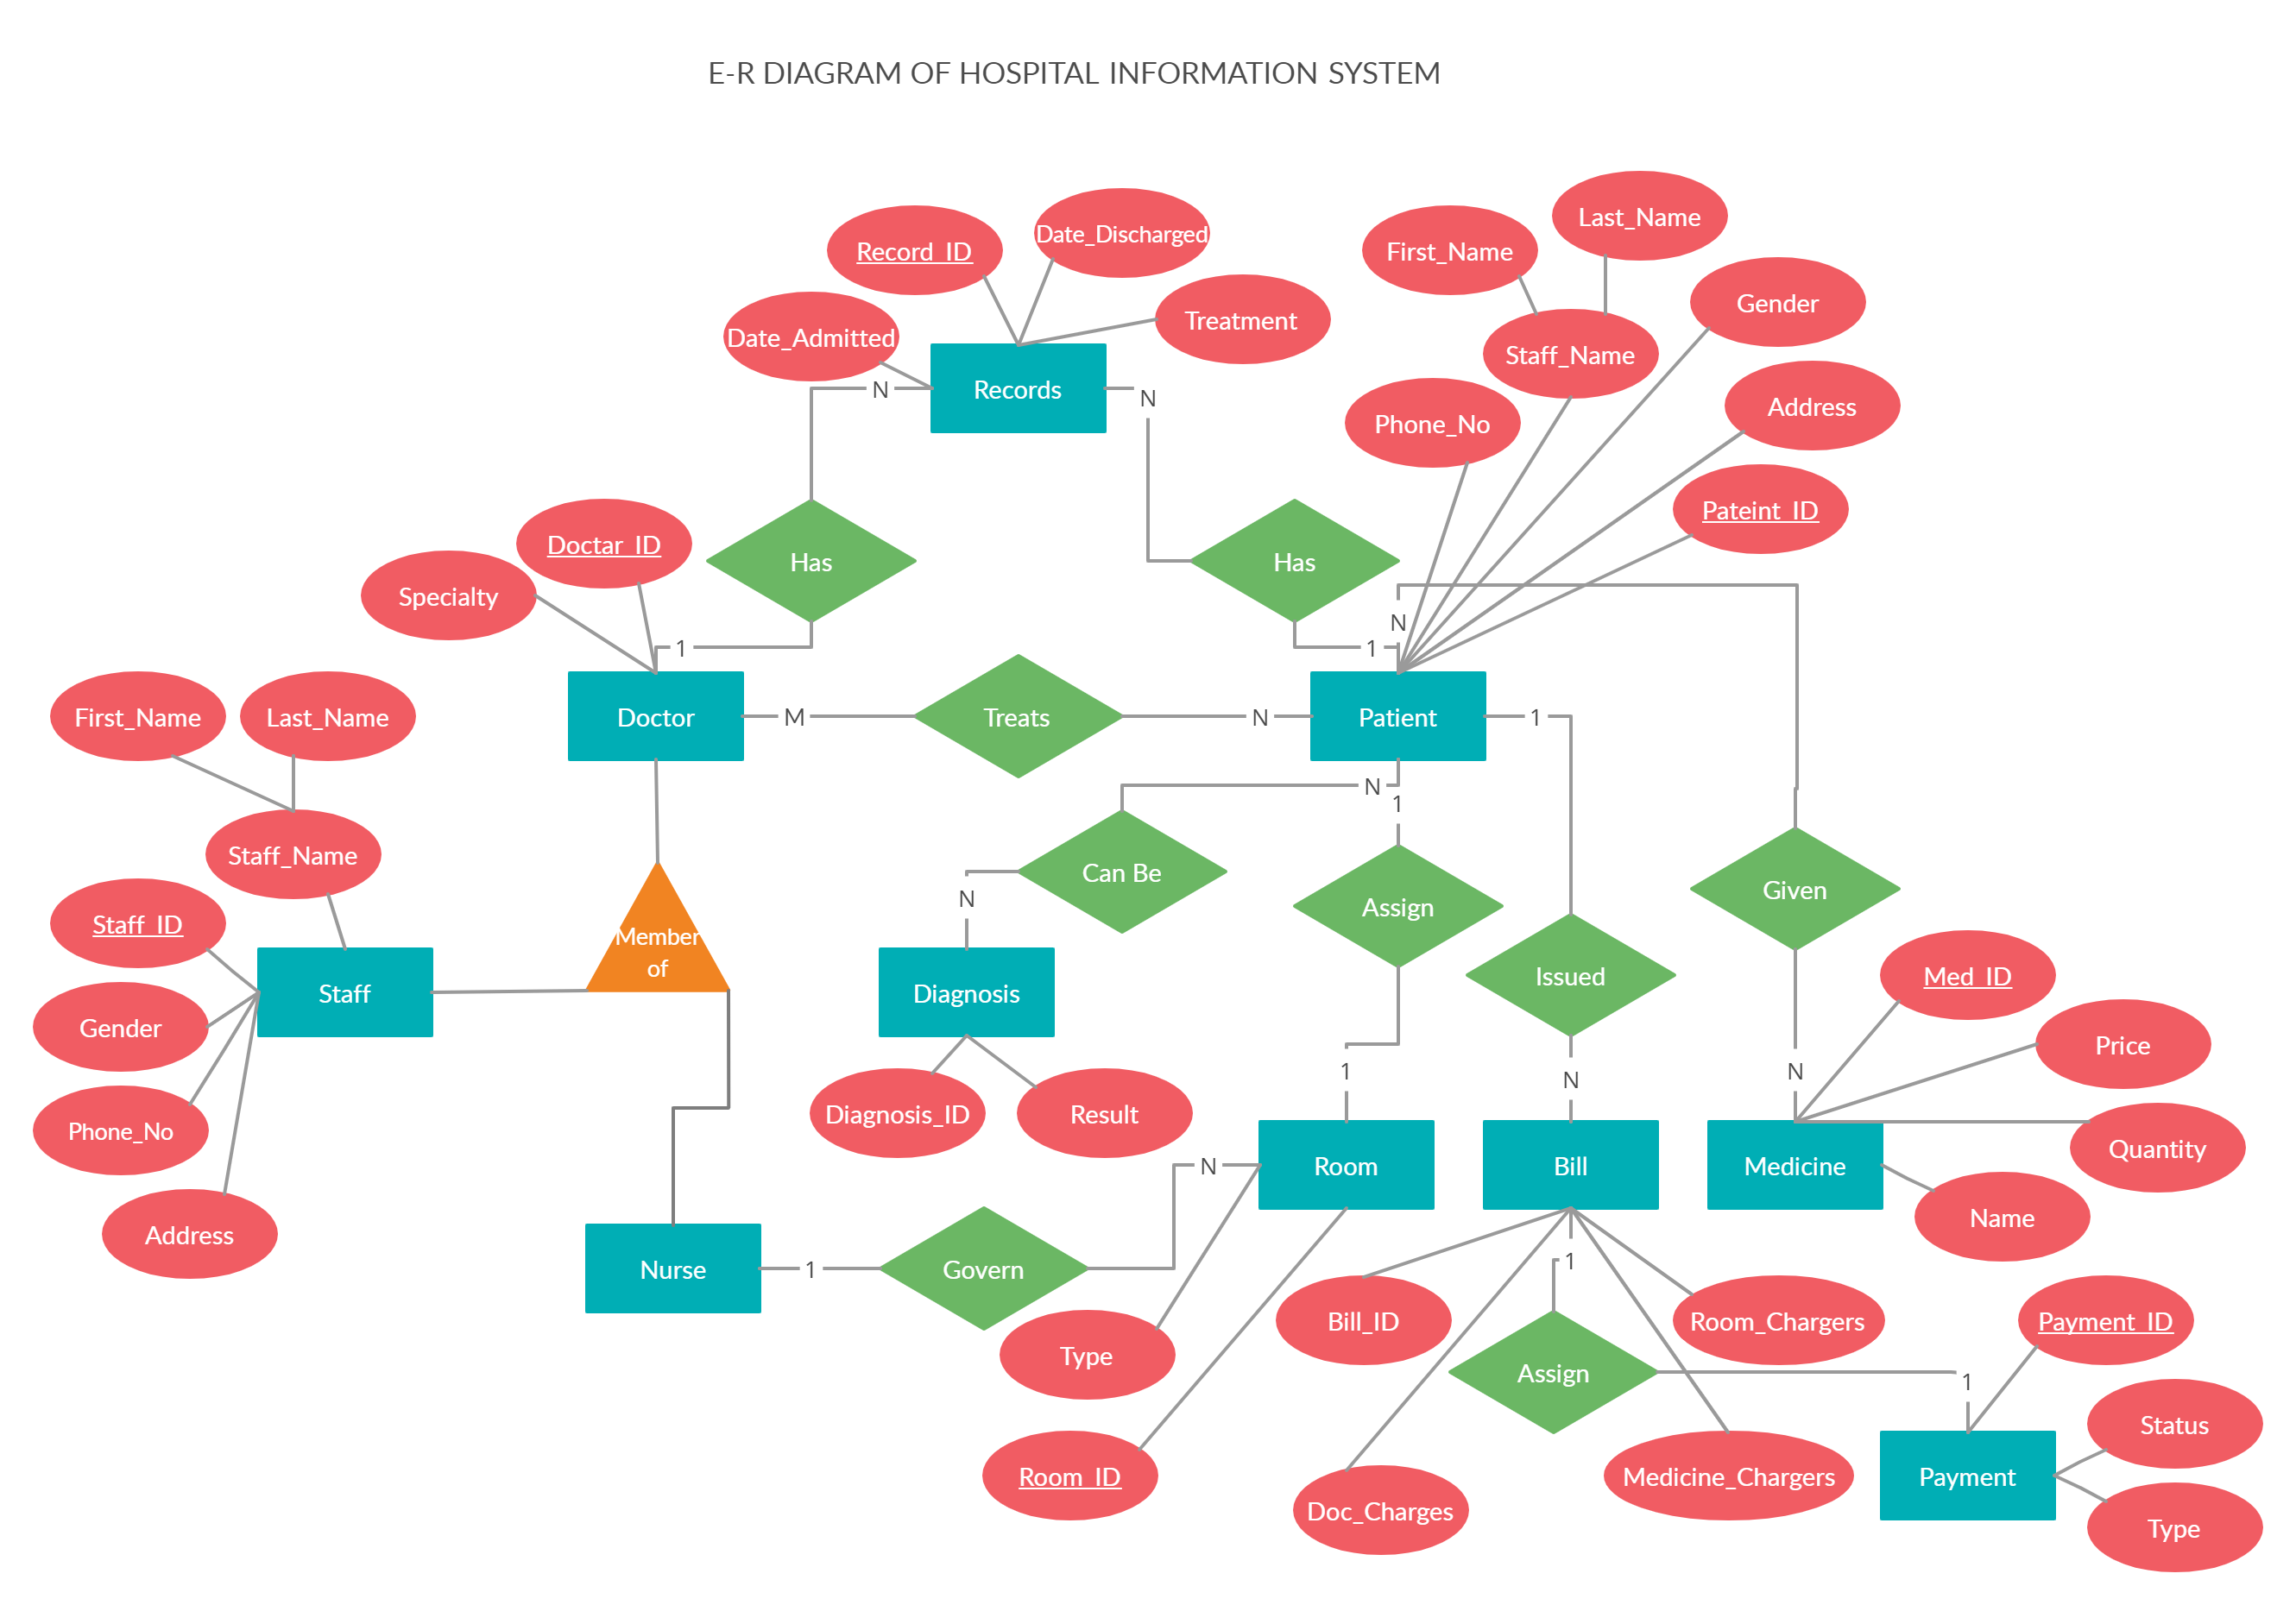 E-R DIAGRAM OF HOSPITAL INFORMATION SYSTEM
Last_Name
Date_Discharged
Record_ID
First_Name
Gender
Treatment
Date_Admitted
Staff_Name
N
Records
N
Address
Phone_No
Pateint_ID
Doctar_ID
Has
Has
Specialty
N
1
1
First_Name
Last_Name
Doctor
M
Treats
N
Patient
1
N
1
Staff_Name
Can Be
Given
N
Assign
Staff_ID
Member
of
Issued
Med_ID
Staff
Diagnosis
Gender
Price
1
N
N
Diagnosis_ID
Result
Phone_No
Quantity
N
Room
Bill
Medicine
Name
Address
1
Nurse
1
Govern
Bill_ID
Room_Chargers
Payment_ID
Type
Assign
1
Status
Room_ID
Medicine_Chargers
Payment
Doc_Charges
Type